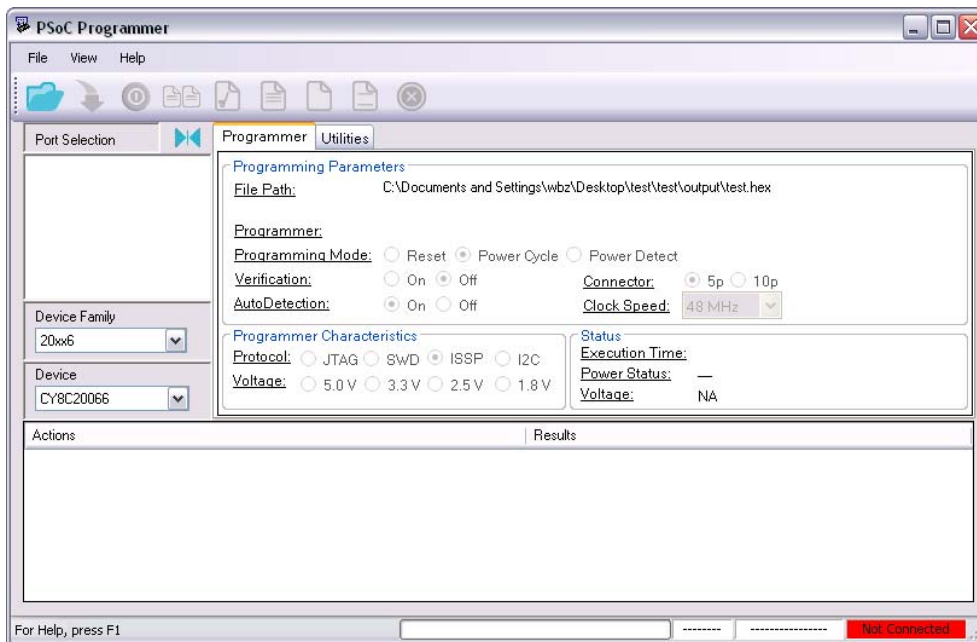 PSoC Programmer
File View Help
Port Selection
Programmer Utilities
Programming Parameters
File Path: C:\Documents and Settings\wbz\Desktop\test\test\output\test.hex
Programmer:
Programming Mode: Reset Power Cycle Power Detect
Verification: On Off Connector: 5p 10p
AutoDetection: On Off Clock Speed: 48 MHz
Device Family
20xx6
Device
CY8C20066
Programmer Characteristics
Protocol: JTAG SWD ISSP I2C
Voltage: 5.0 V 3.3 V 2.5 V 1.8 V
Status
Execution Time:
Power Status: —
Voltage: NA
Actions Results
For Help, press F1 -------- ---------------- Not Connected